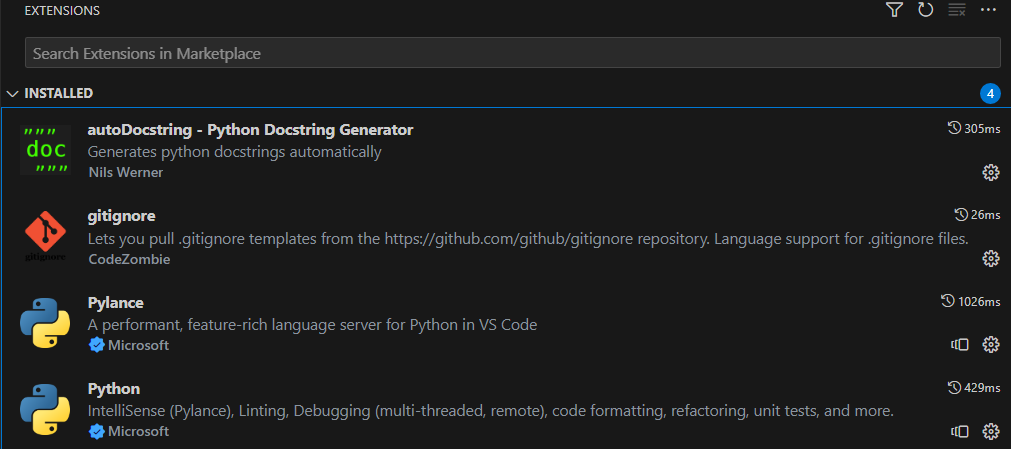 EXTENSIONS
Search Extensions in Marketplace
INSTALLED 4
"""
doc
"""
autoDocstring - Python Docstring Generator 305ms
Generates python docstrings automatically
Nils Werner
gitignore 26ms
Lets you pull .gitignore templates from the https://github.com/github/gitignore repository. Language support for .gitignore files.
gitignore
CodeZombie
Pylance 1026ms
A performant, feature-rich language server for Python in VS Code
Microsoft
Python 429ms
IntelliSense (Pylance), Linting, Debugging (multi-threaded, remote), code formatting, refactoring, unit tests, and more.
Microsoft